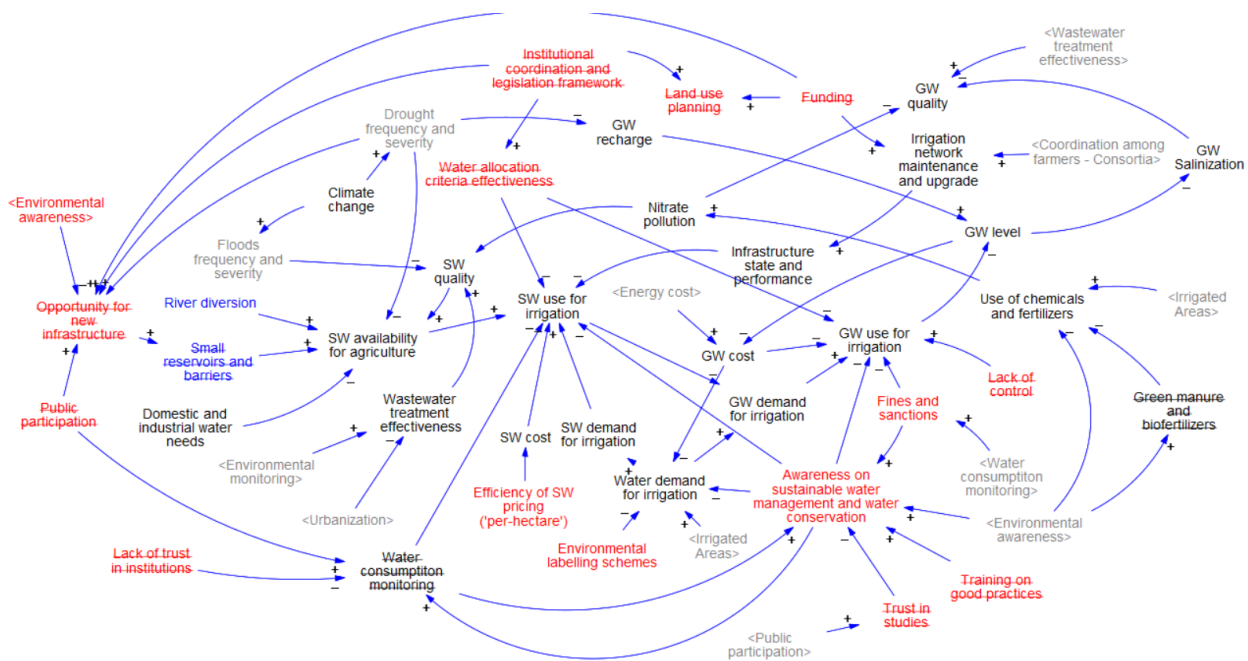 Institutional
coordination and
legislation framework
Land use
planning
Funding
<Wastewater
treatment
effectiveness>
GW
quality
Drought
frequency and
severity
GW
recharge
Irrigation
network
maintenance
and upgrade
<Coordination among
farmers - Consortia>
GW
Salinization
Water allocation
criteria effectiveness
Climate
change
<Environmental
awareness>
Nitrate
pollution
GW level
Floods
frequency and
severity
SW
quality
Infrastructure
state and
performance
Opportunity for
new
infrastructure
River diversion
SW use for
irrigation
<Energy cost>
Use of chemicals
and fertilizers
<Irrigated
Areas>
SW availability
for agriculture
GW use for
irrigation
Small
reservoirs and
barriers
GW cost
Lack of
control
Public
participation
Domestic and
industrial water
needs
Wastewater
treatment
effectiveness
GW demand
for irrigation
Fines and
sanctions
Green manure
and
biofertilizers
SW cost
SW demand
for irrigation
<Environmental
monitoring>
Water demand
for irrigation
Awareness on
sustainable water
management and water
conservation
<Water
consumptiton
monitoring>
Efficiency of SW
pricing
('per-hectare')
<Urbanization>
<Environmental
awareness>
Environmental
labelling schemes
<Irrigated
Areas>
Lack of trust
in institutions
Water
consumptiton
monitoring
Training on
good practices
Trust in
studies
<Public
participation>